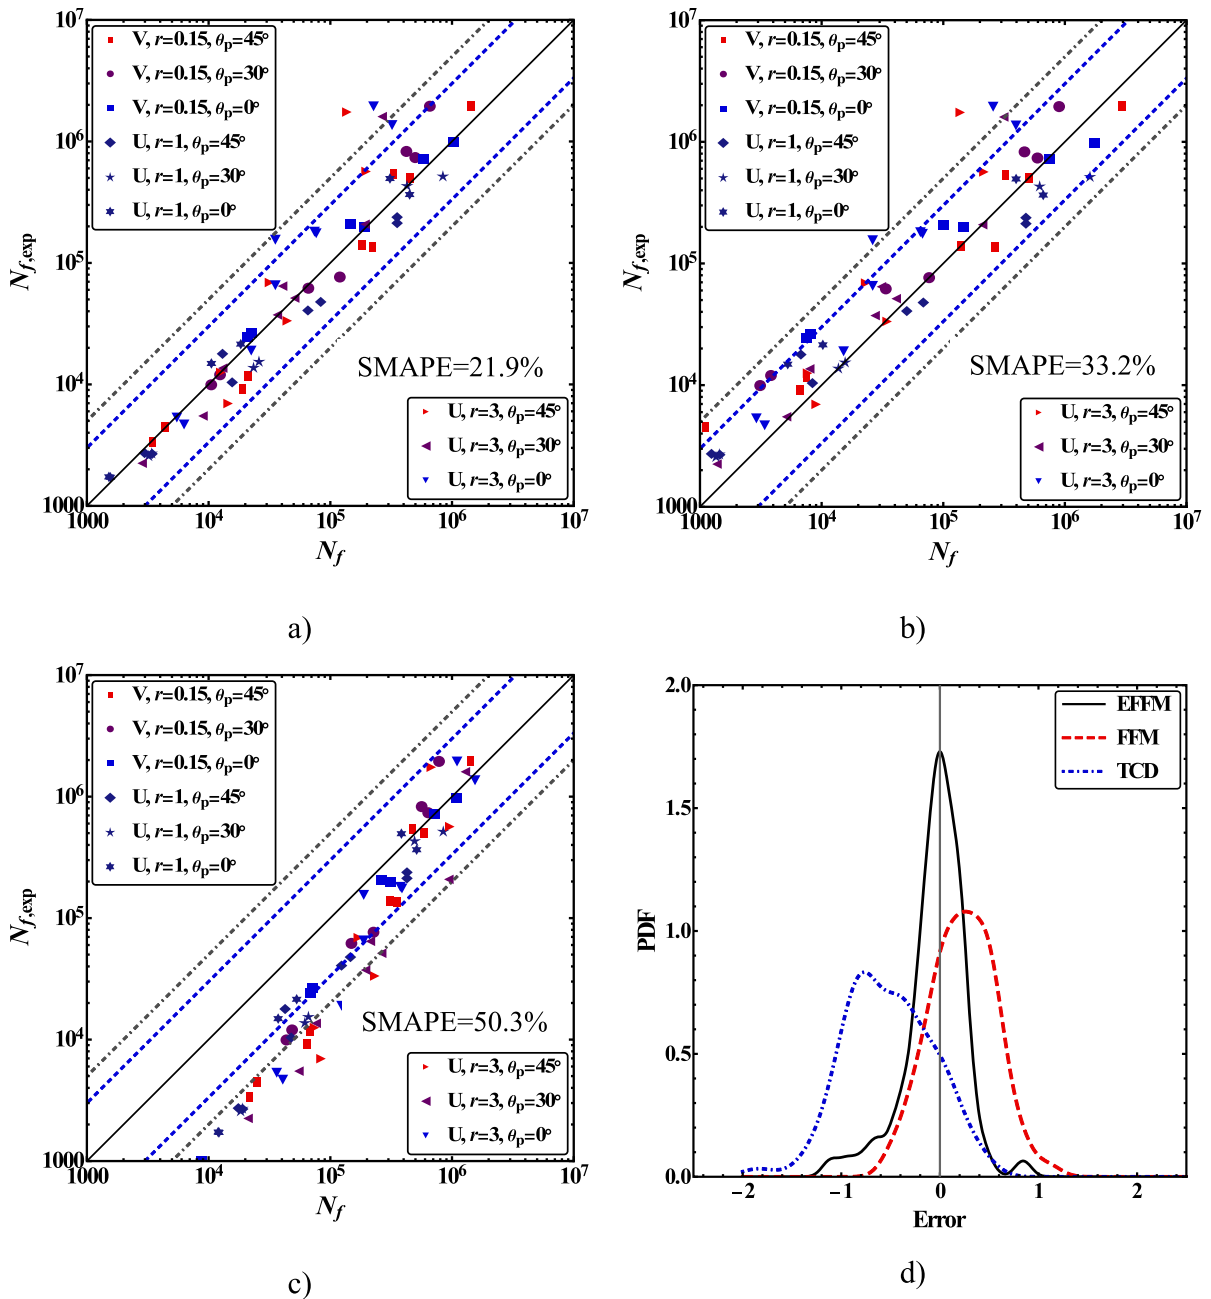 10⁷
V, r=0.15, θp=45°
V, r=0.15, θp=30°
V, r=0.15, θp=0°
U, r=1, θp=45°
U, r=1, θp=30°
U, r=1, θp=0°
10⁶
10⁵
10⁴
1000
Nf,exp
SMAPE=21.9%
U, r=3, θp=45°
U, r=3, θp=30°
U, r=3, θp=0°
1000 10⁴ 10⁵ 10⁶ 10⁷
Nf
a)
10⁷
V, r=0.15, θp=45°
V, r=0.15, θp=30°
V, r=0.15, θp=0°
U, r=1, θp=45°
U, r=1, θp=30°
U, r=1, θp=0°
10⁶
10⁵
10⁴
1000
Nf,exp
SMAPE=33.2%
U, r=3, θp=45°
U, r=3, θp=30°
U, r=3, θp=0°
1000 10⁴ 10⁵ 10⁶ 10⁷
Nf
b)
10⁷
V, r=0.15, θp=45°
V, r=0.15, θp=30°
V, r=0.15, θp=0°
U, r=1, θp=45°
U, r=1, θp=30°
U, r=1, θp=0°
10⁶
10⁵
10⁴
1000
Nf,exp
SMAPE=50.3%
U, r=3, θp=45°
U, r=3, θp=30°
U, r=3, θp=0°
1000 10⁴ 10⁵ 10⁶ 10⁷
Nf
c)
2.0
1.5
1.0
0.5
0.0
PDF
EFFM
FFM
TCD
−2 −1 0 1 2
Error
d)